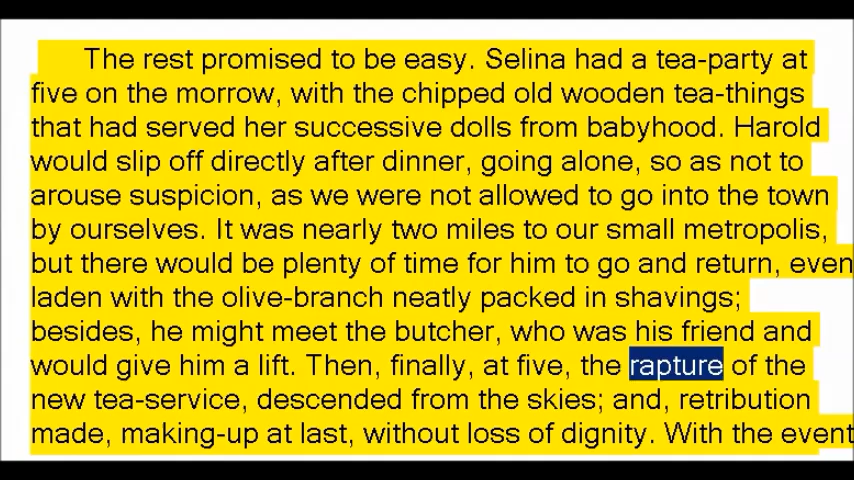 The rest promised to be easy. Selina had a tea-party at
five on the morrow, with the chipped old wooden tea-things
that had served her successive dolls from babyhood. Harold
would slip off directly after dinner, going alone, so as not to
arouse suspicion, as we were not allowed to go into the town
by ourselves. It was nearly two miles to our small metropolis,
but there would be plenty of time for him to go and return, even
laden with the olive-branch neatly packed in shavings;
besides, he might meet the butcher, who was his friend and
would give him a lift. Then, finally, at five, the rapture of the
new tea-service, descended from the skies; and, retribution
made, making-up at last, without loss of dignity. With the event